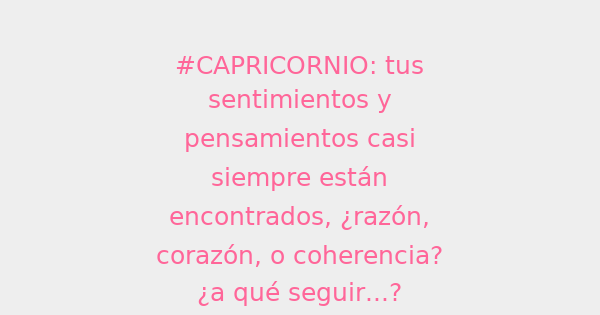 #CAPRICORNIO: tus
sentimientos y
pensamientos casi
siempre están
encontrados, ¿razón,
corazón, o coherencia?
¿a qué seguir...?